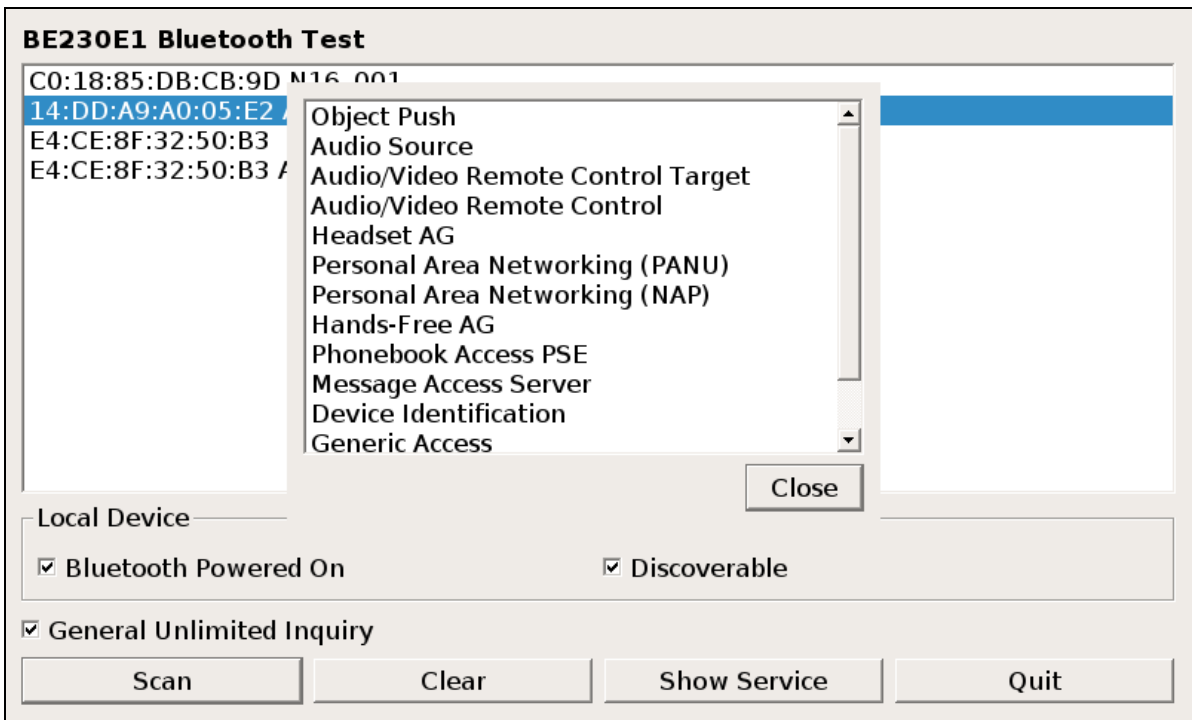 BE230E1 Bluetooth Test
C0:18:85:DB:CB:9D N16_001
14:DD:A9:A0:05:E2
E4:CE:8F:32:50:B3
E4:CE:8F:32:50:B3
Object Push
Audio Source
Audio/Video Remote Control Target
Audio/Video Remote Control
Headset AG
Personal Area Networking (PANU)
Personal Area Networking (NAP)
Hands-Free AG
Phonebook Access PSE
Message Access Server
Device Identification
Generic Access
Close
Local Device
Bluetooth Powered On
Discoverable
General Unlimited Inquiry
Scan
Clear
Show Service
Quit